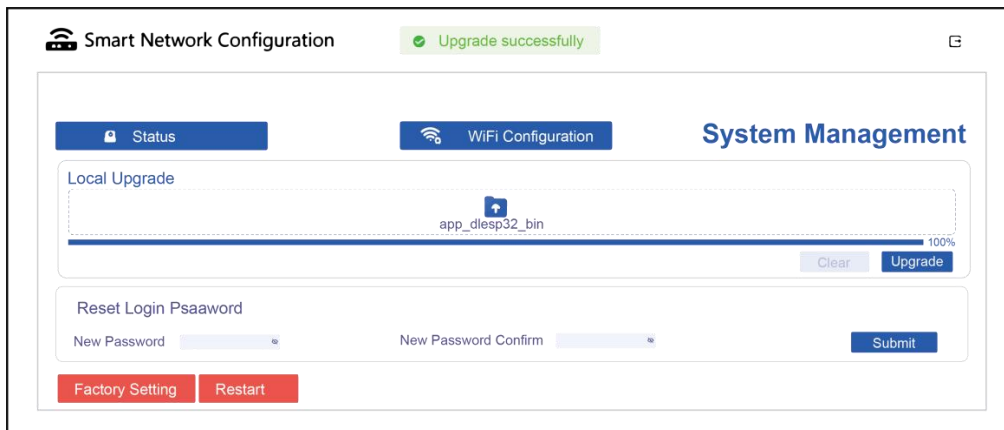 Smart Network Configuration
Upgrade successfully
Status
WiFi Configuration
System Management
Local Upgrade
app_dlesp32_bin
100%
Clear
Upgrade
Reset Login Psaaword
New Password
New Password Confirm
Submit
Factory Setting
Restart